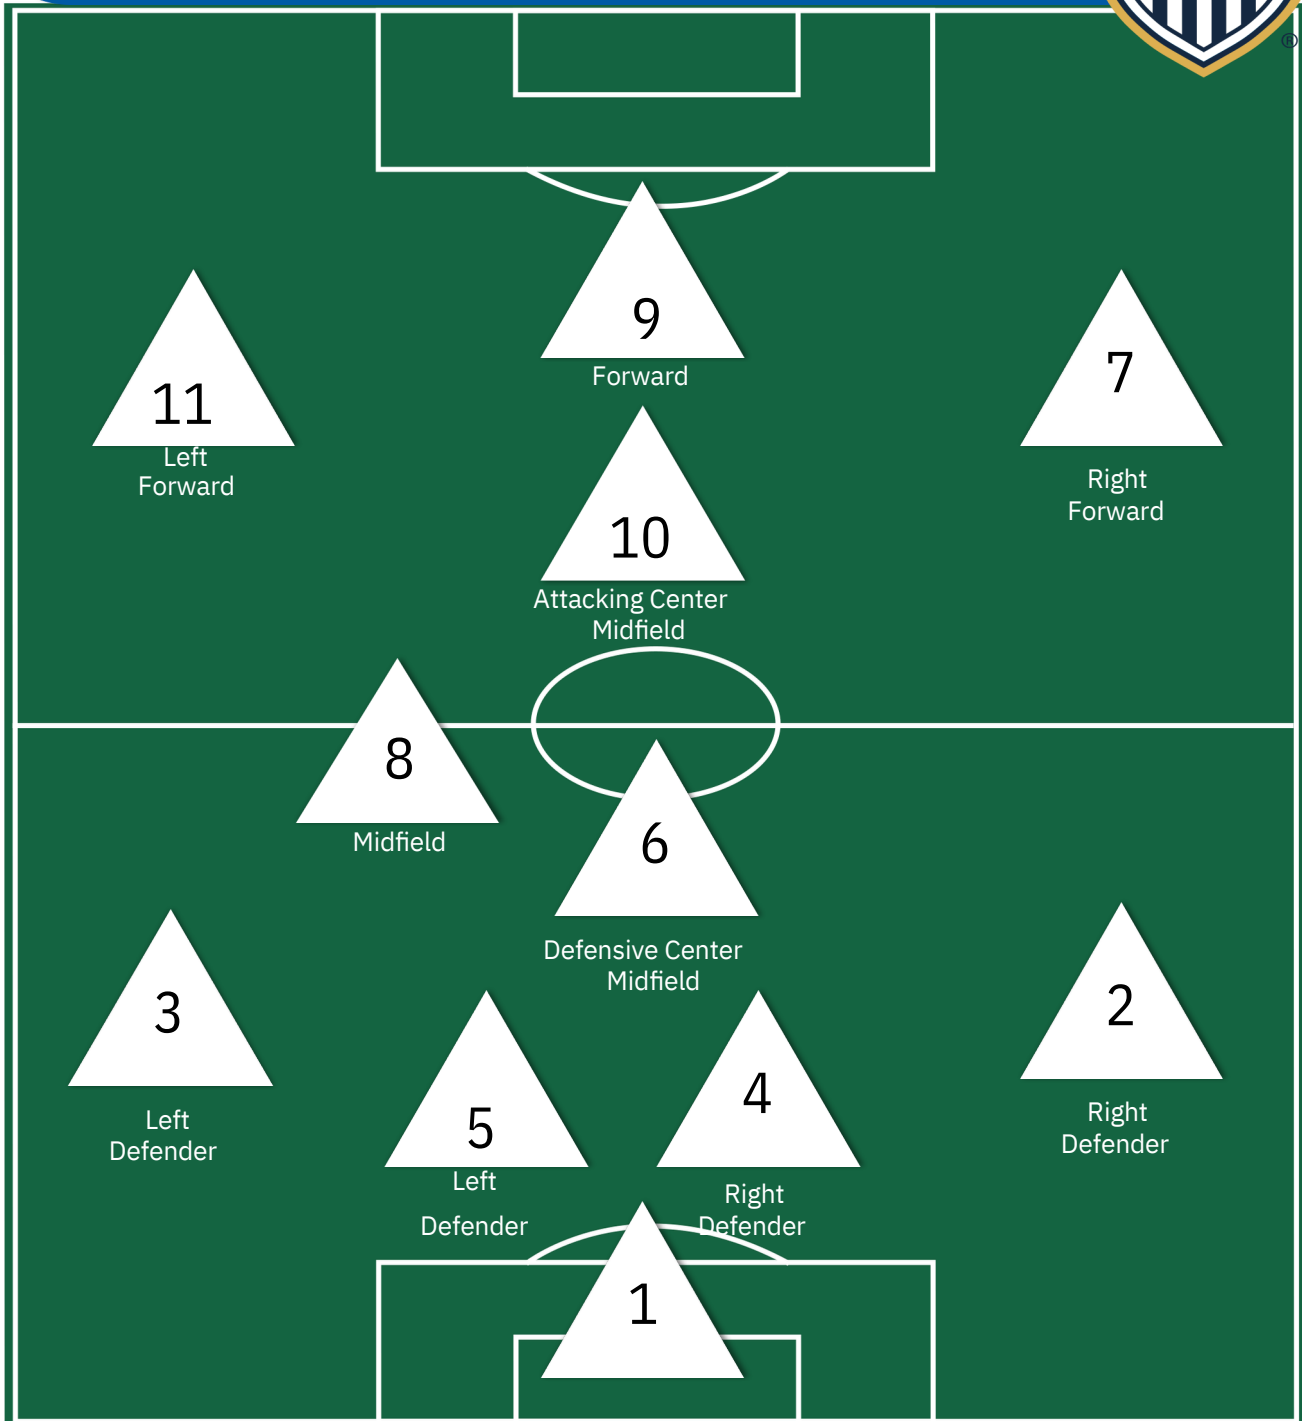 ®
9
Forward
11
Left
Forward
7
Right
Forward
10
Attacking Center
Midfield
8
Midfield
6
Defensive Center
Midfield
3
Left
Defender
5
Left
Defender
4
Right
Defender
2
Right
Defender
1